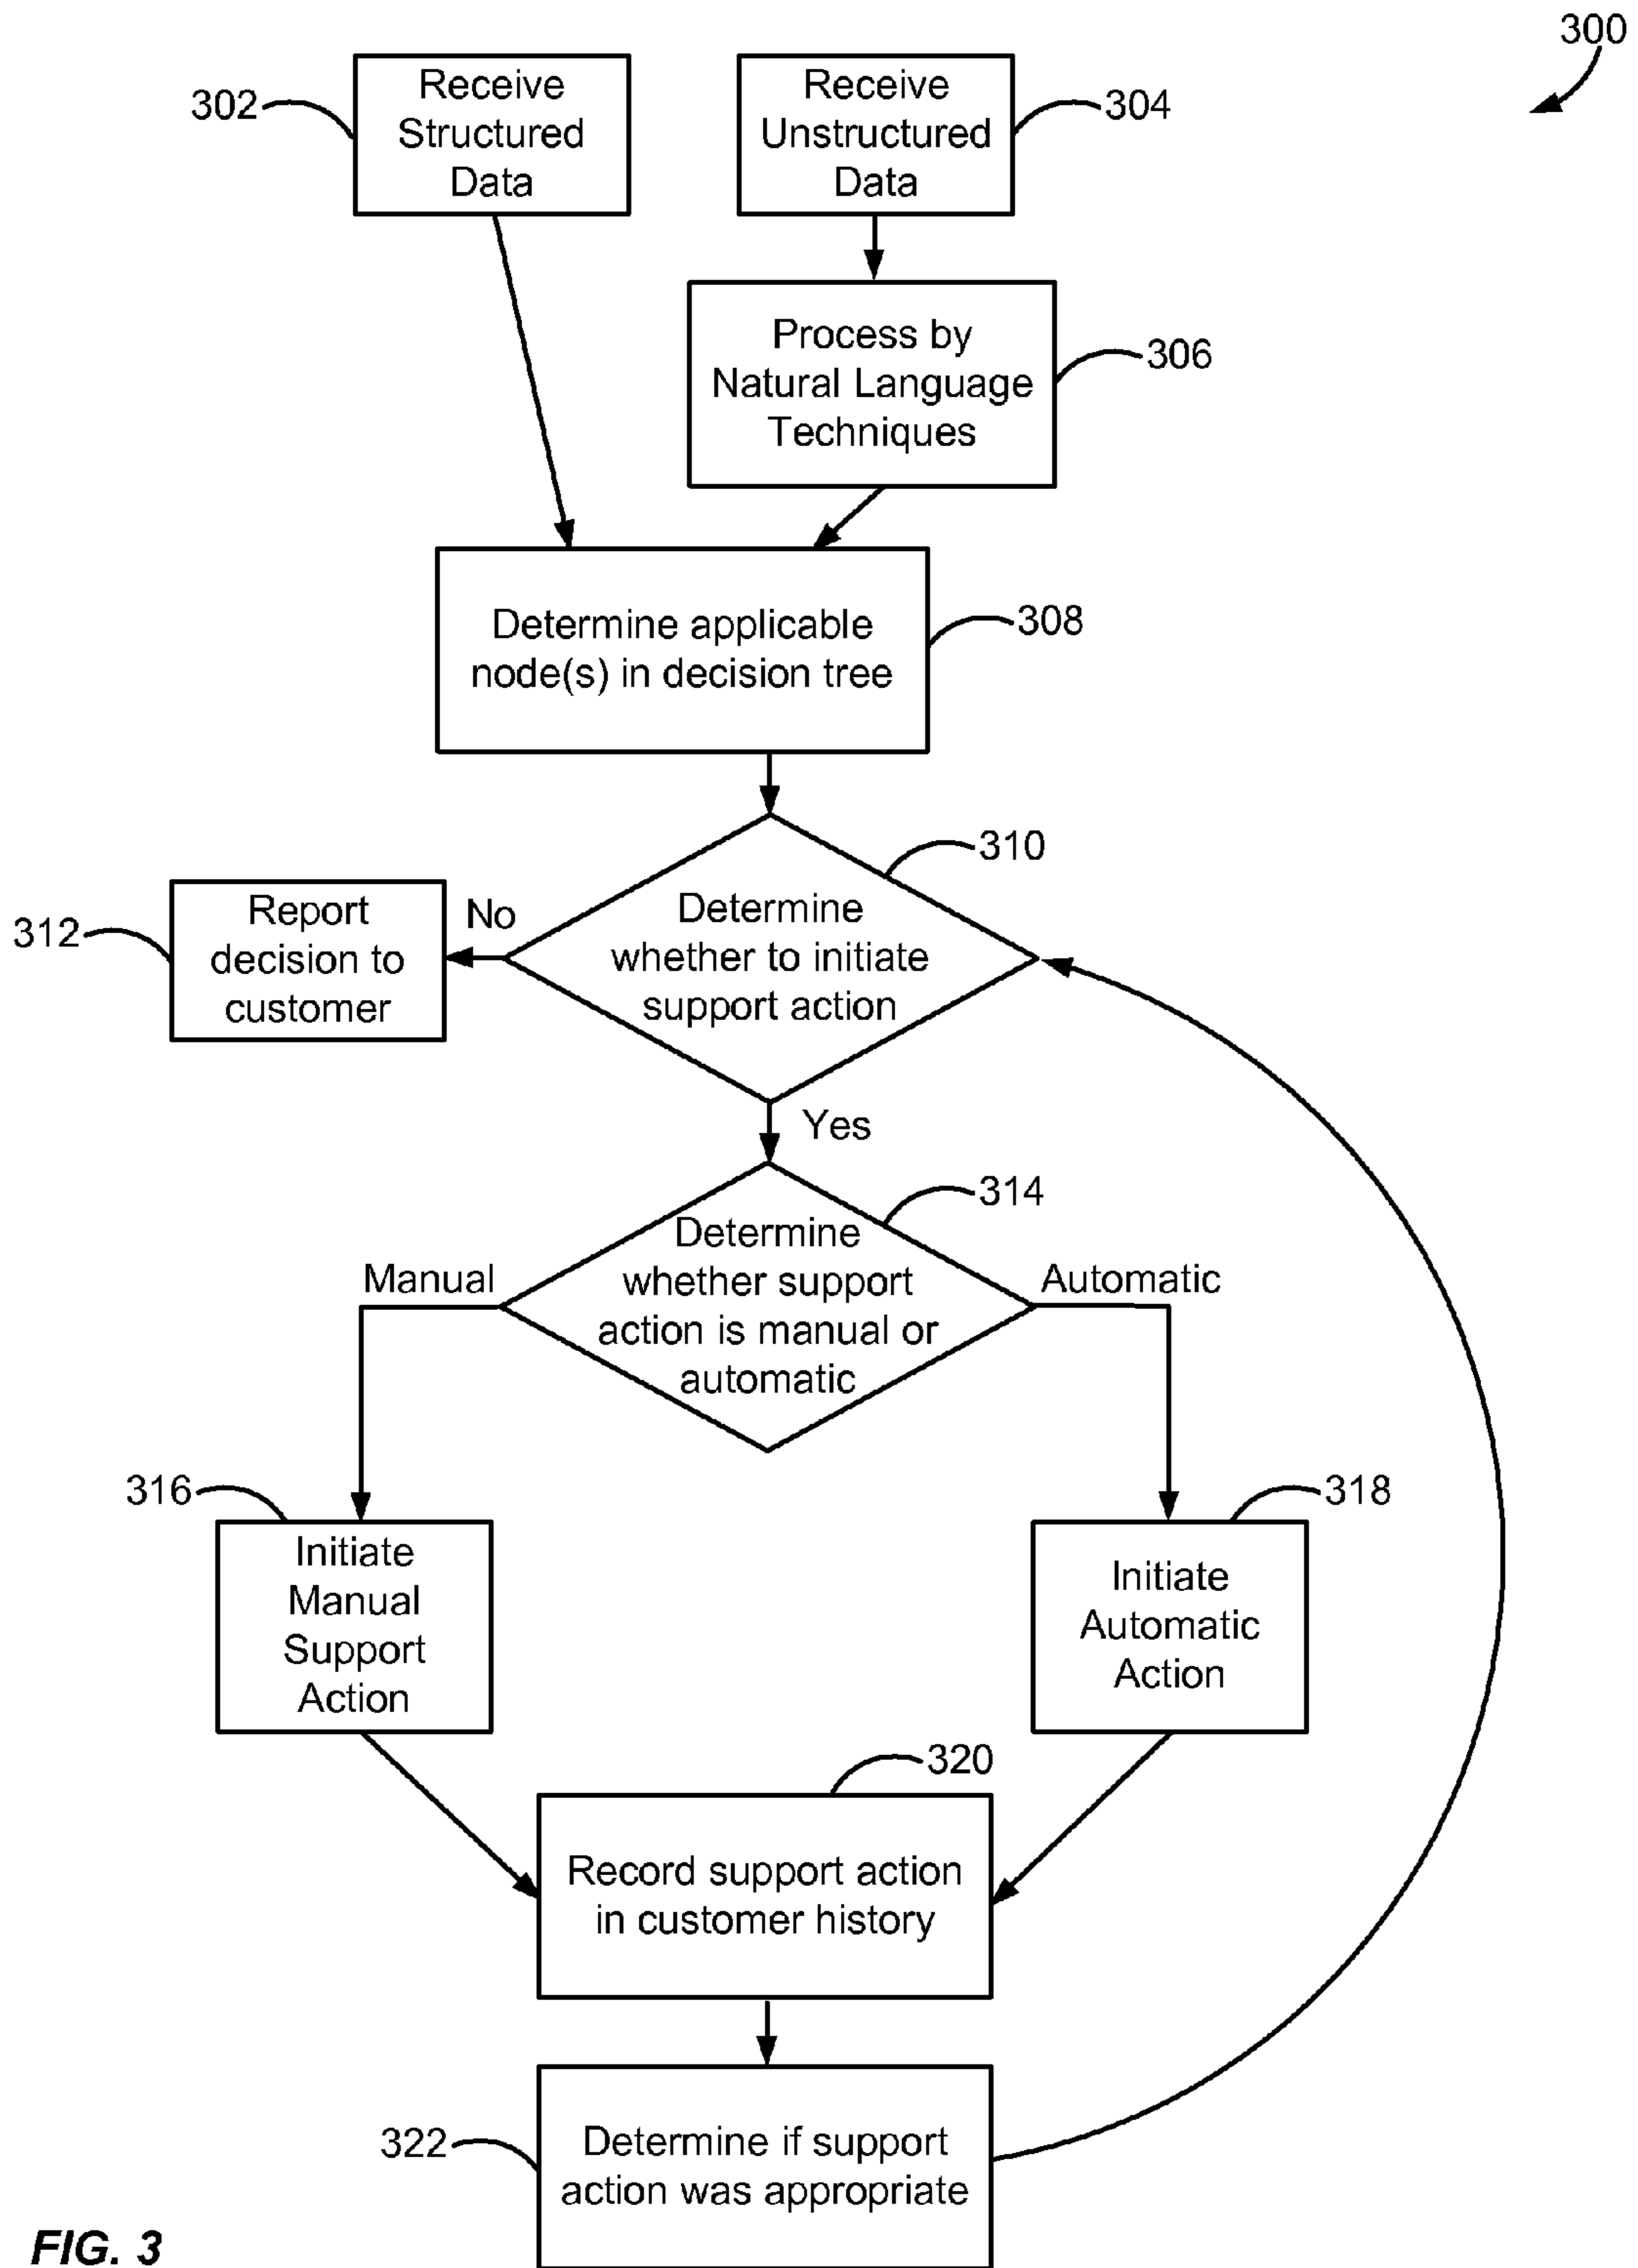 300
302
Receive
Structured
Data
Receive
Unstructured
Data
304
Process by
Natural Language
Techniques
306
Determine applicable
node(s) in decision tree
308
310
Determine
whether to initiate
support action
No
312
Report
decision to
customer
Yes
314
Determine
whether support
action is manual or
automatic
Manual
Automatic
316
Initiate
Manual
Support
Action
318
Initiate
Automatic
Action
320
Record support action
in customer history
322
Determine if support
action was appropriate
FIG. 3